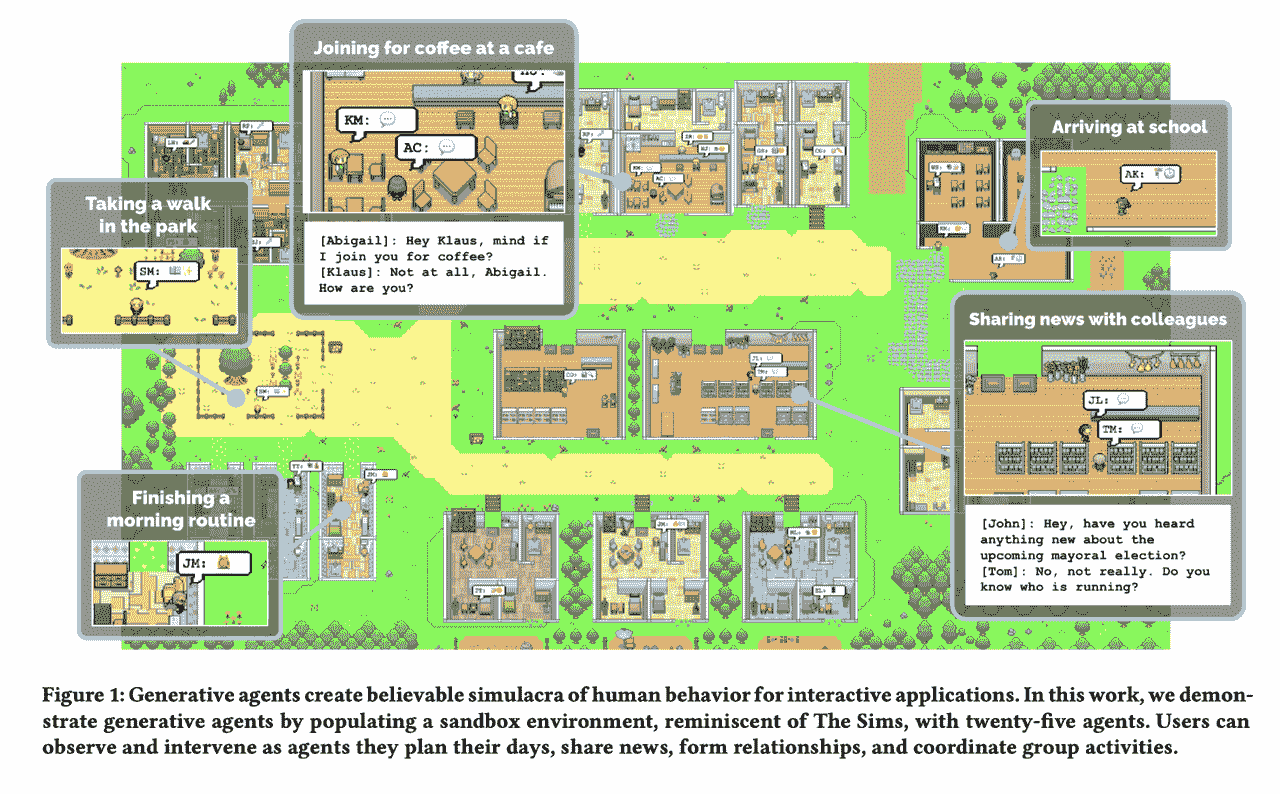 Joining for coffee at a cafe
KM:
AC:
[Abigail]: Hey Klaus, mind if
I join you for coffee?
[Klaus]: Not at all, Abigail.
How are you?
Arriving at school
AK:
Taking a walk
in the park
SM:
Sharing news with colleagues
JL:
TM:
[John]: Hey, have you heard
anything new about the
upcoming mayoral election?
[Tom]: No, not really. Do you
know who is running?
Finishing a
morning routine
JM:
Figure 1: Generative agents create believable simulacra of human behavior for interactive applications. In this work, we demon-
strate generative agents by populating a sandbox environment, reminiscent of The Sims, with twenty-five agents. Users can
observe and intervene as agents they plan their days, share news, form relationships, and coordinate group activities.